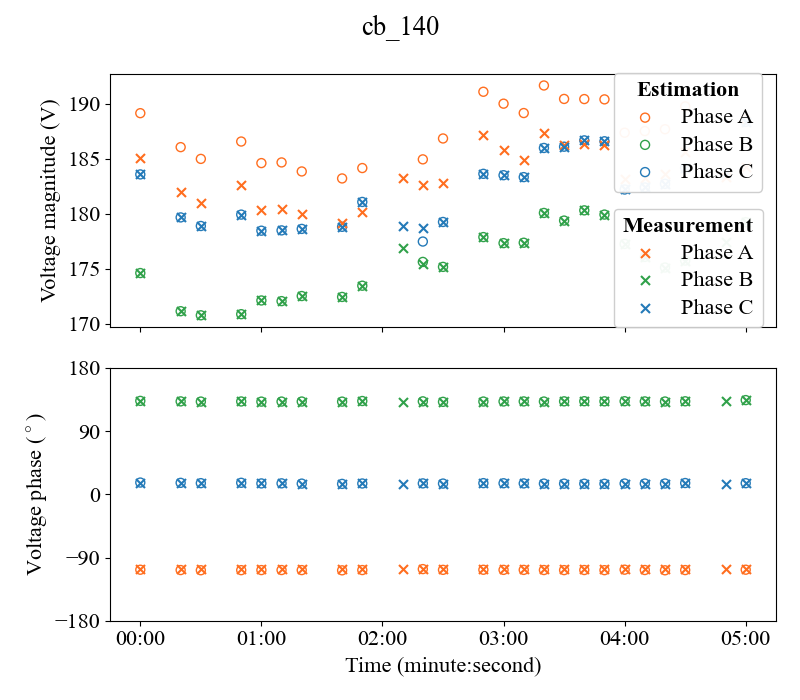 cb_140
Voltage magnitude (V)
190
185
180
175
170
Estimation
Phase A
Phase B
Phase C
Measurement
Phase A
Phase B
Phase C
Voltage phase (°)
180
90
0
−90
−180
00:00 01:00 02:00 03:00 04:00 05:00
Time (minute:second)